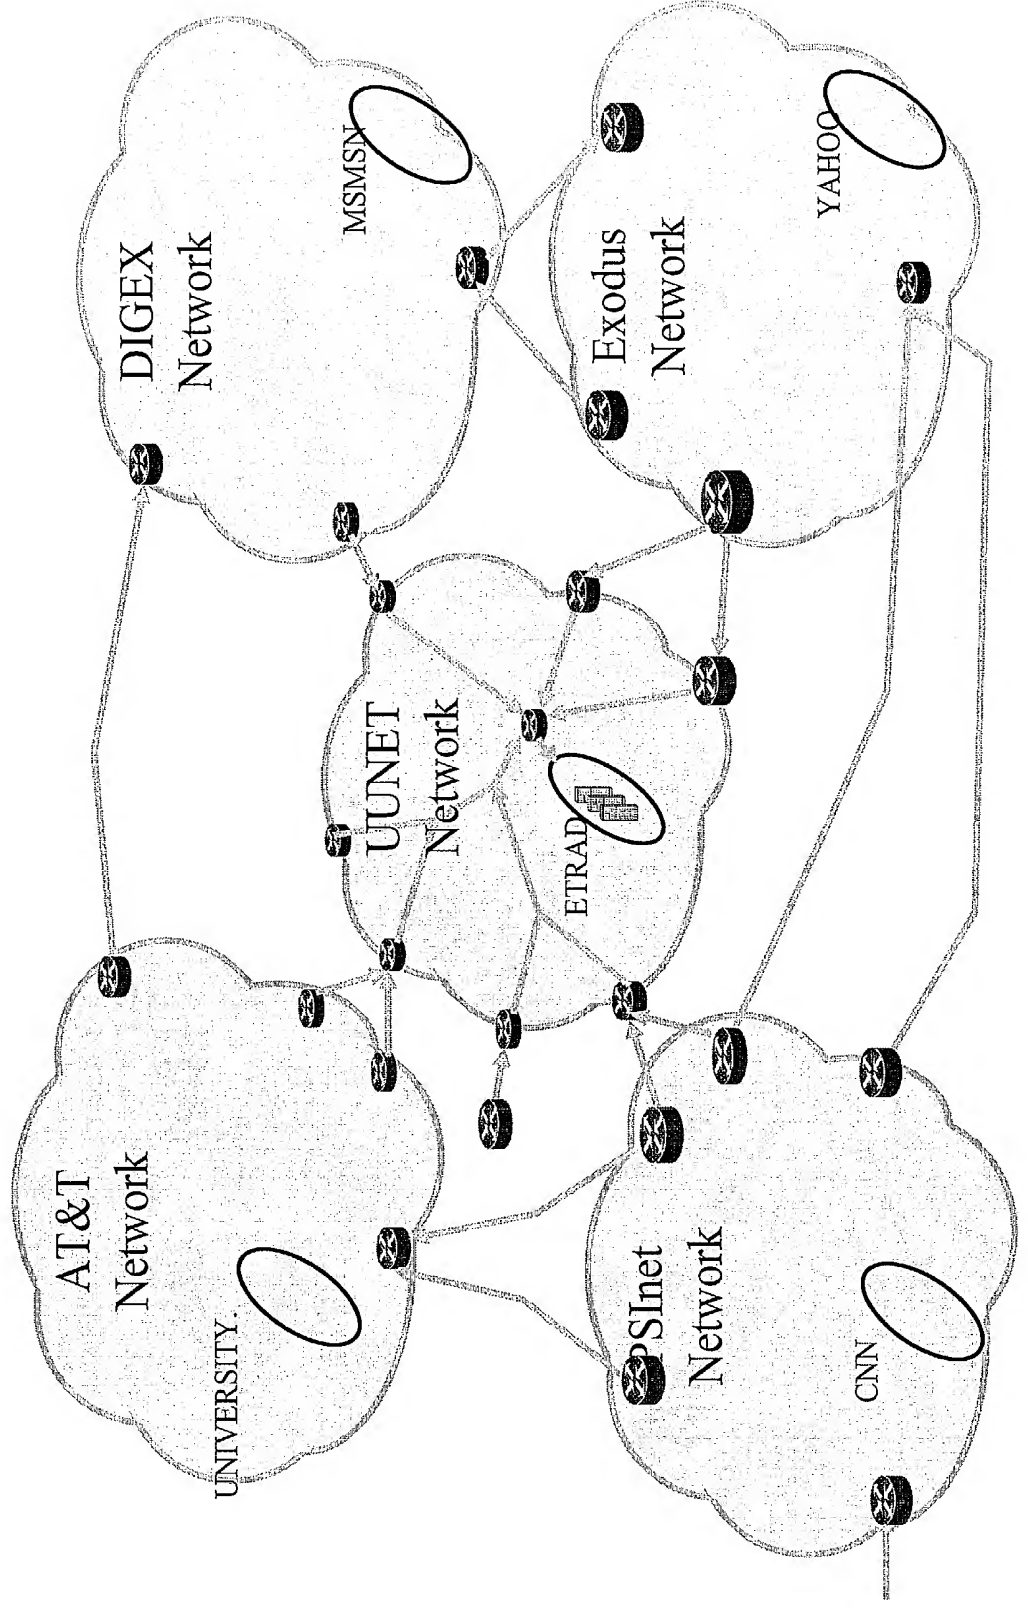 AT&T
Network
UNIVERSITY.
DIGEX
Network
MSMSN
UUNET
Network
ETRAD
PSInet
Network
CNN
Exodus
Network
YAHOO